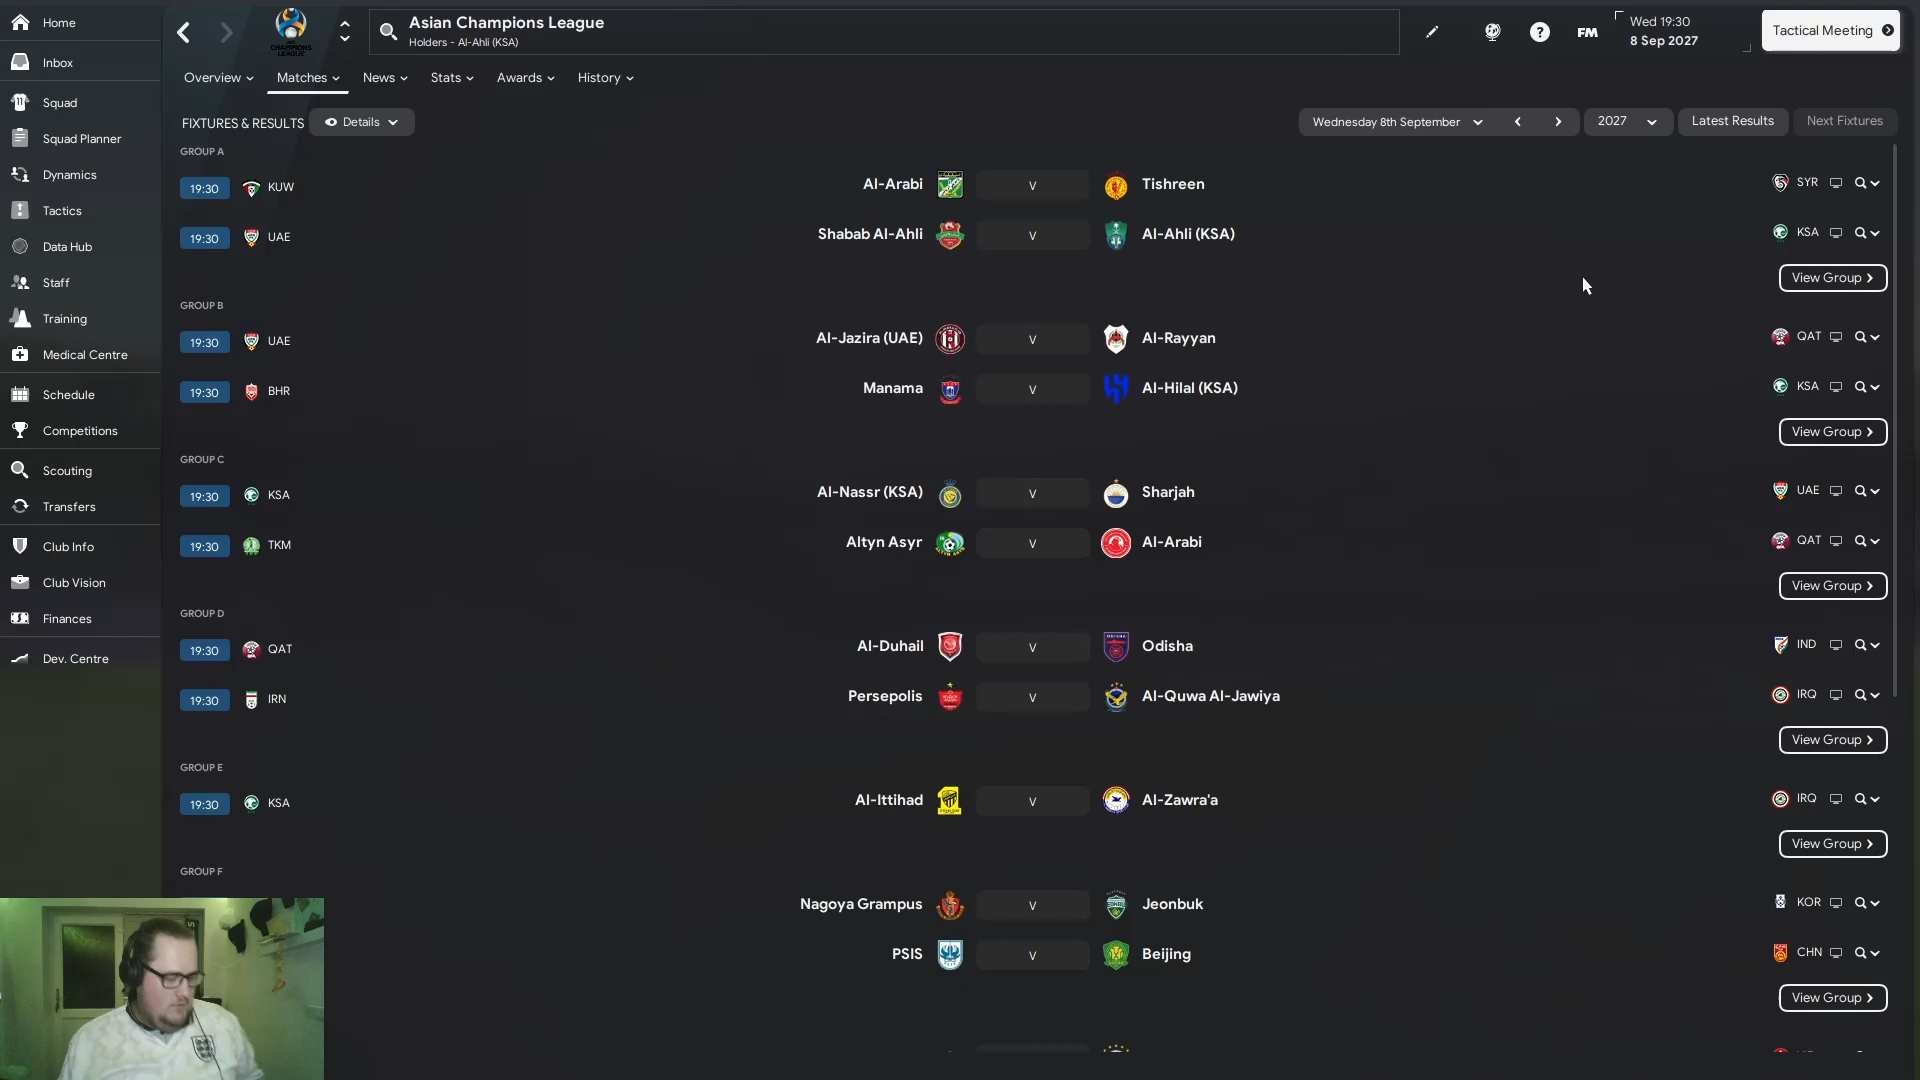 Home
Inbox
Squad
Squad Planner
Dynamics
Tactics
Data Hub
Staff
Training
Medical Centre
Schedule
Competitions
Scouting
Transfers
Club Info
Club Vision
Finances
Dev. Centre
CHAMPIONS
LEAGUE
Asian Champions League
Holders - Al-Ahli (KSA)
FM
Wed 19:30
8 Sep 2027
Tactical Meeting
Overview Matches News Stats Awards History
FIXTURES & RESULTS Details
Wednesday 8th September 2027 Latest Results Next Fixtures
GROUP A
19:30 KUW Al-Arabi V Tishreen SYR
19:30 UAE Shabab Al-Ahli V Al-Ahli (KSA) KSA
View Group
GROUP B
19:30 UAE Al-Jazira (UAE) V Al-Rayyan QAT
19:30 BHR Manama V Al-Hilal (KSA) KSA
View Group
GROUP C
19:30 KSA Al-Nassr (KSA) V Sharjah UAE
19:30 TKM Altyn Asyr V Al-Arabi QAT
View Group
GROUP D
19:30 QAT Al-Duhail V Odisha IND
19:30 IRN Persepolis V Al-Quwa Al-Jawiya IRQ
View Group
GROUP E
19:30 KSA Al-Ittihad V Al-Zawra'a IRQ
View Group
GROUP F
Nagoya Grampus V Jeonbuk KOR
PSIS V Beijing CHN
View Group